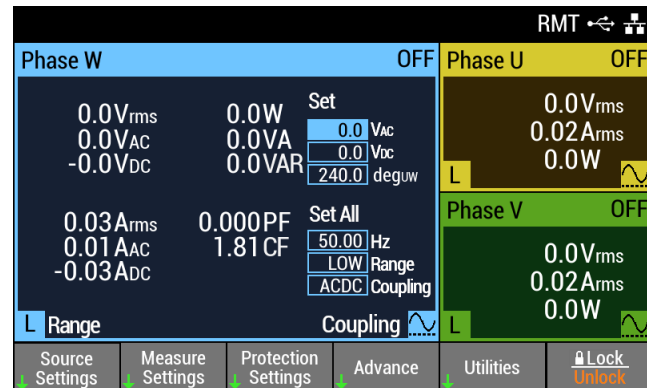 RMT
Phase W OFF
0.0Vrms 0.0W
0.0VAC 0.0VA
-0.0VDC 0.0VAR
Set
0.0 VAC
0.0 VDC
240.0 degUW
0.03Arms 0.000PF
0.01AAC 1.81CF
-0.03ADC
Set All
50.00 Hz
LOW Range
ACDC Coupling
L Range Coupling
Phase U OFF
0.0Vrms
0.02Arms
0.0W
L
Phase V OFF
0.0Vrms
0.02Arms
0.0W
L
Source
Settings
Measure
Settings
Protection
Settings
Advance
Utilities
Lock
Unlock